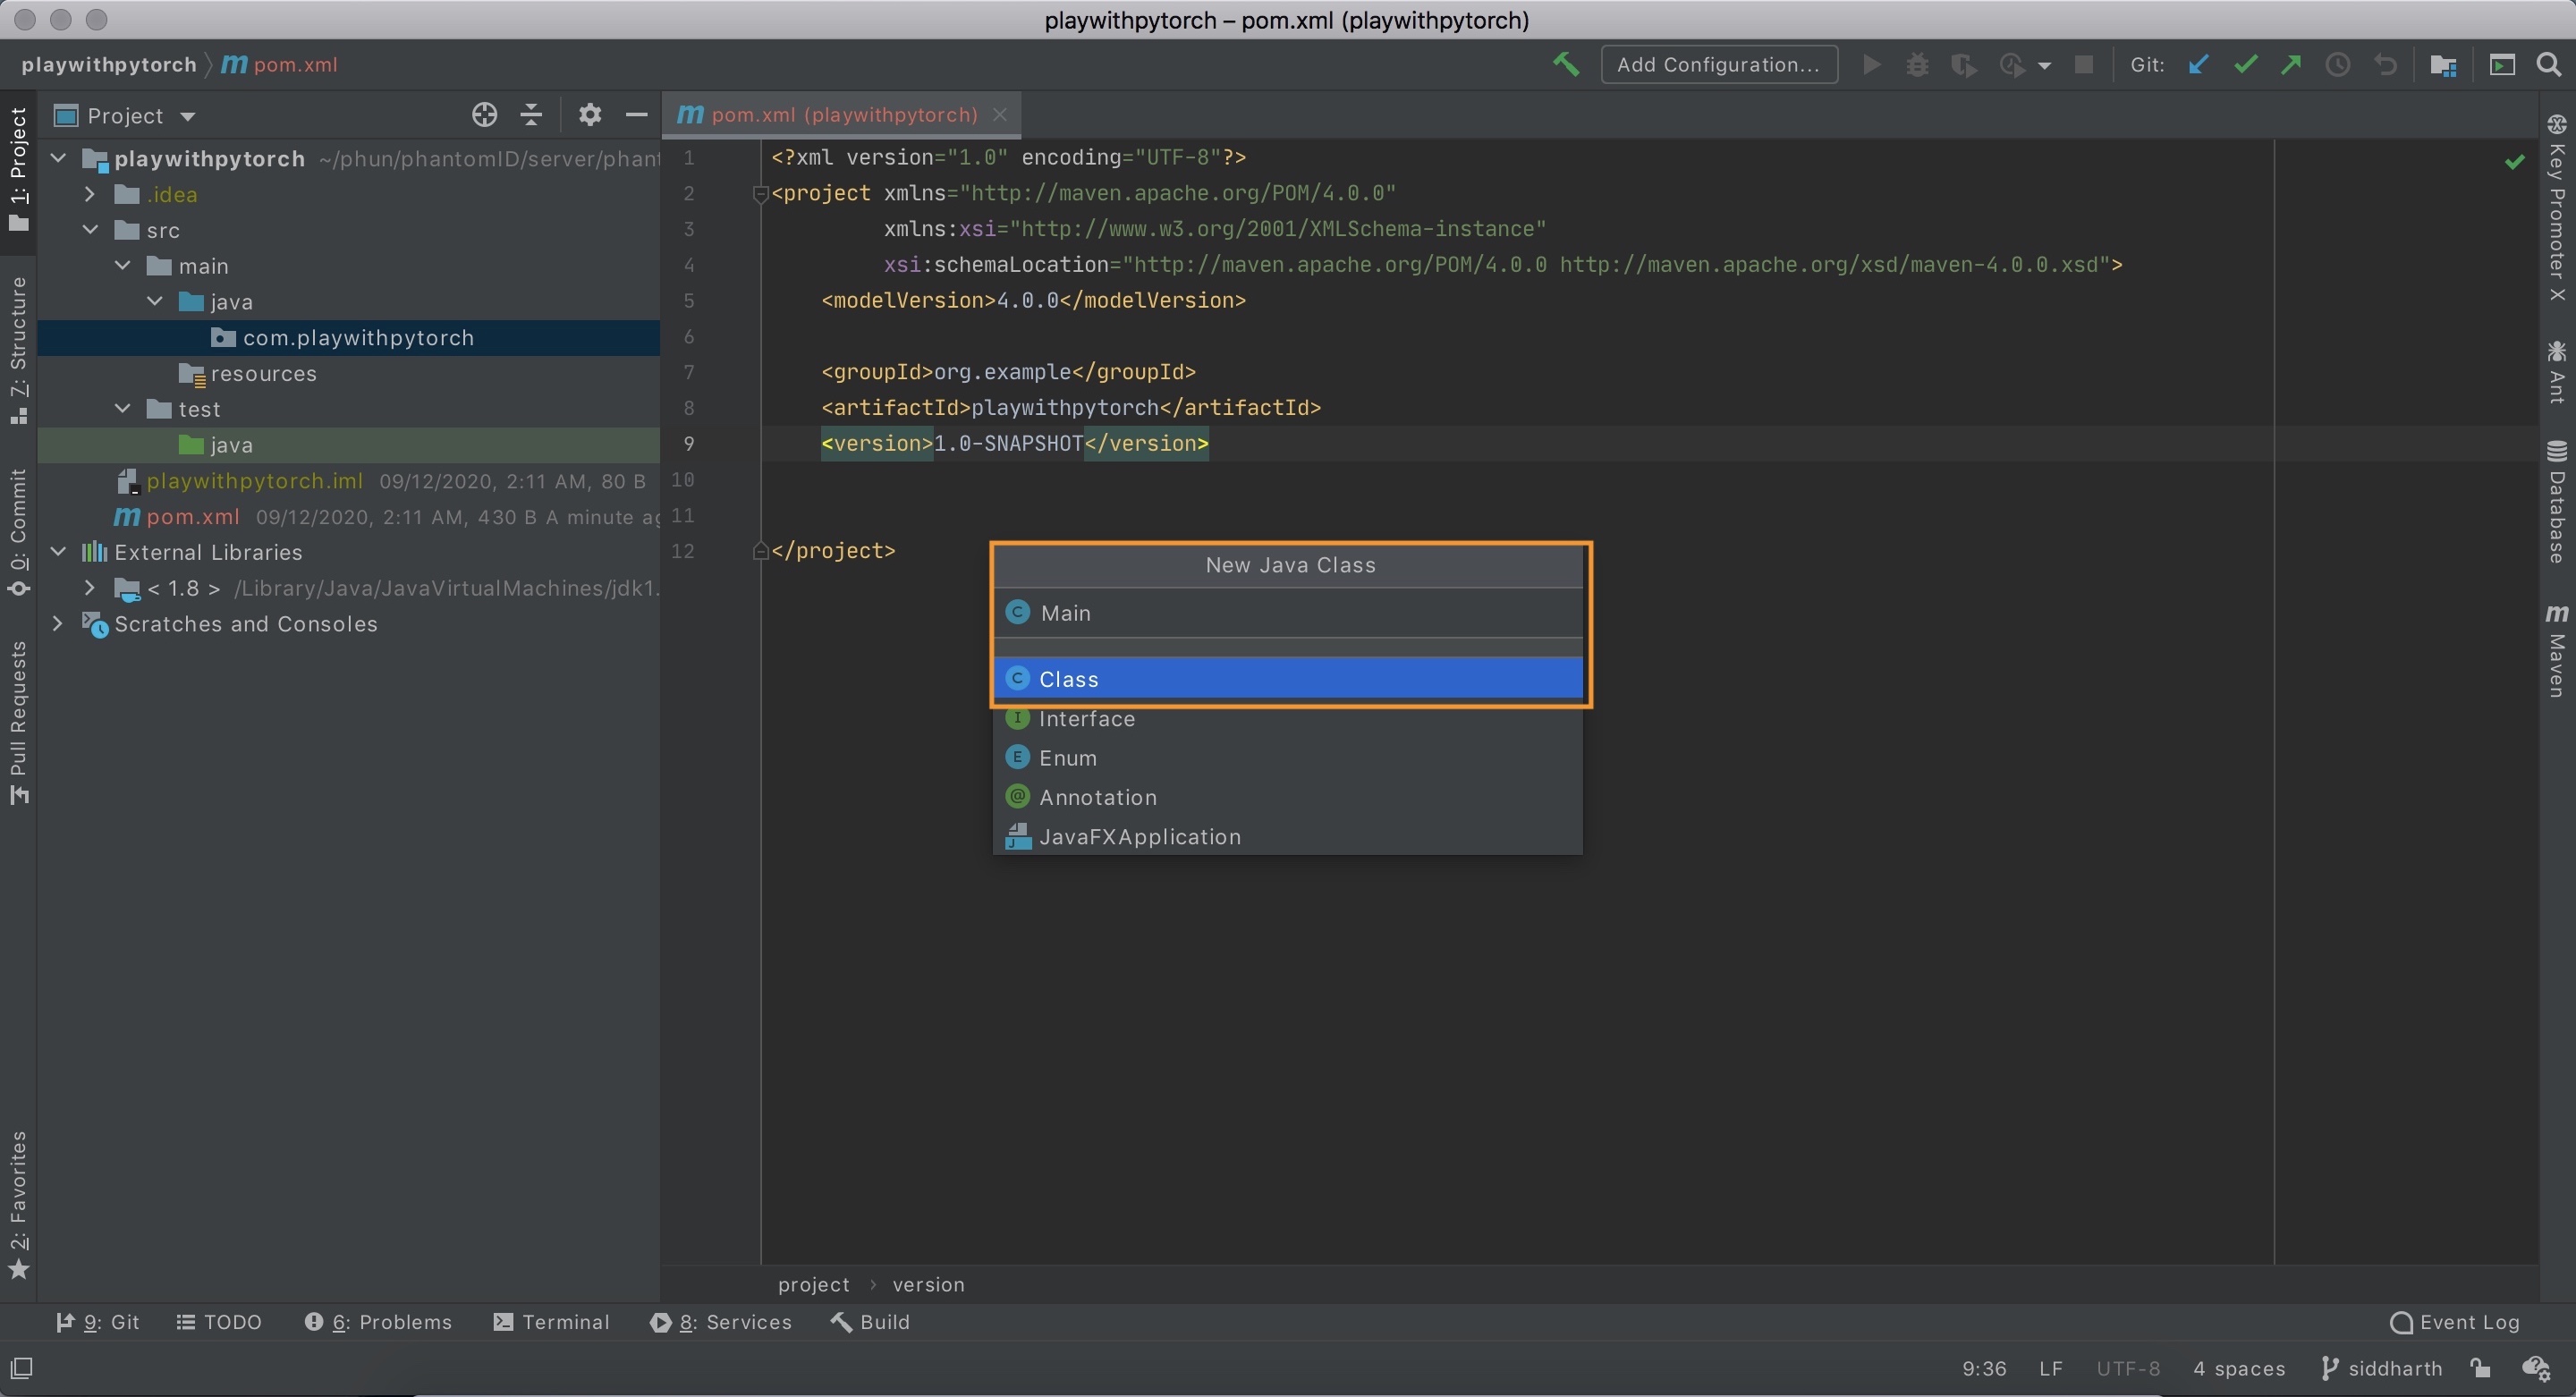 playwithpytorch – pom.xml (playwithpytorch)
playwithpytorch m pom.xml
Add Configuration...
Git:
1: Project
7: Structure
0: Commit
Pull Requests
2: Favorites
Project
playwithpytorch ~/phun/phantomID/server/phant
.idea
src
main
java
com.playwithpytorch
resources
test
java
playwithpytorch.iml 09/12/2020, 2:11 AM, 80 B
m pom.xml 09/12/2020, 2:11 AM, 430 B A minute ag
External Libraries
< 1.8 > /Library/Java/JavaVirtualMachines/jdk1.
Scratches and Consoles
m pom.xml (playwithpytorch)
1 <?xml version="1.0" encoding="UTF-8"?>
2 <project xmlns="http://maven.apache.org/POM/4.0.0"
3 xmlns:xsi="http://www.w3.org/2001/XMLSchema-instance"
4 xsi:schemaLocation="http://maven.apache.org/POM/4.0.0 http://maven.apache.org/xsd/maven-4.0.0.xsd">
5 <modelVersion>4.0.0</modelVersion>
6
7 <groupId>org.example</groupId>
8 <artifactId>playwithpytorch</artifactId>
9 <version>1.0-SNAPSHOT</version>
10
11
12 </project>
New Java Class
C Main
C Class
I Interface
E Enum
@ Annotation
J JavaFXApplication
Key Promoter X
Ant
Database
m Maven
project › version
9: Git
TODO
6: Problems
Terminal
8: Services
Build
Event Log
9:36 LF UTF-8 4 spaces siddharth